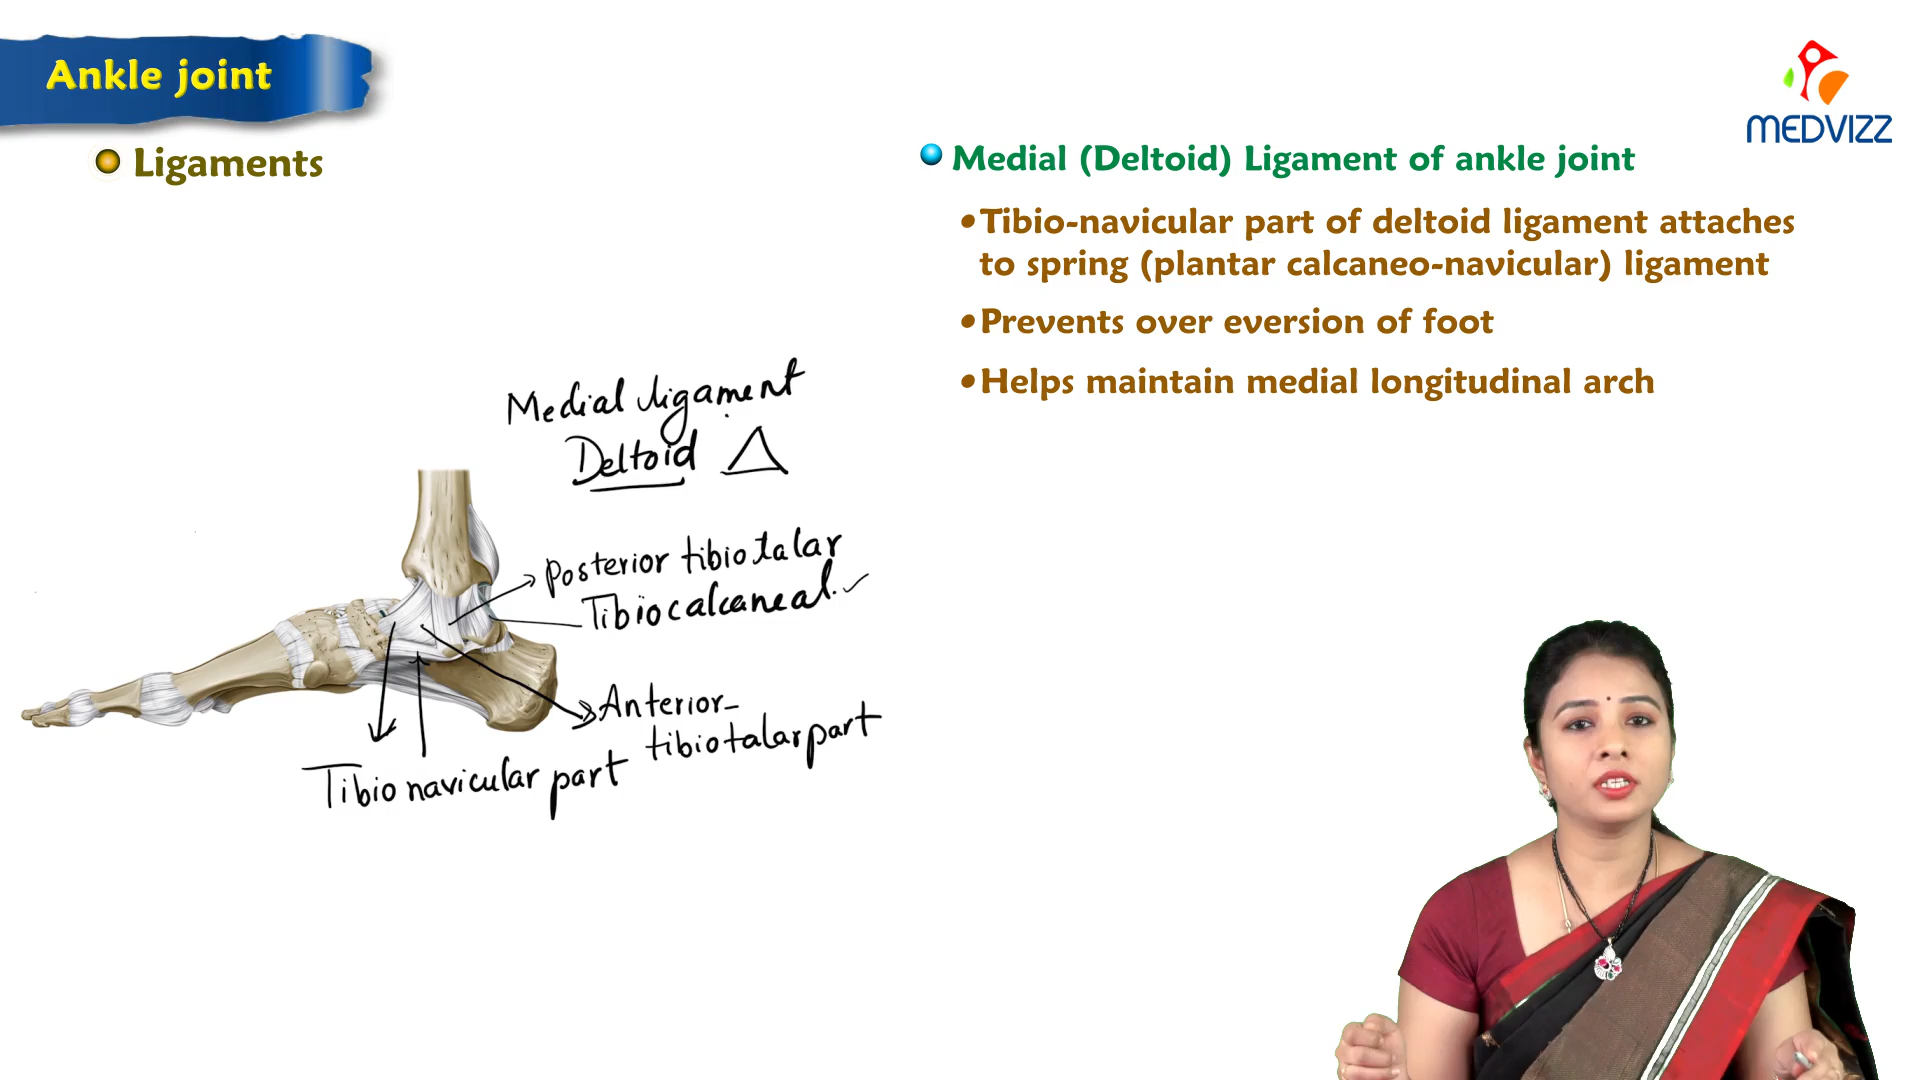 Ankle joint
MEDVIZZ
Ligaments
Medial (Deltoid) Ligament of ankle joint
•Tibio-navicular part of deltoid ligament attaches
to spring (plantar calcaneo-navicular) ligament
•Prevents over eversion of foot
•Helps maintain medial longitudinal arch
Medial ligament
Deltoid
Posterior tibiotalar
Tibiocalcaneal.
Anterior-
tibiotalar part
Tibio navicular part